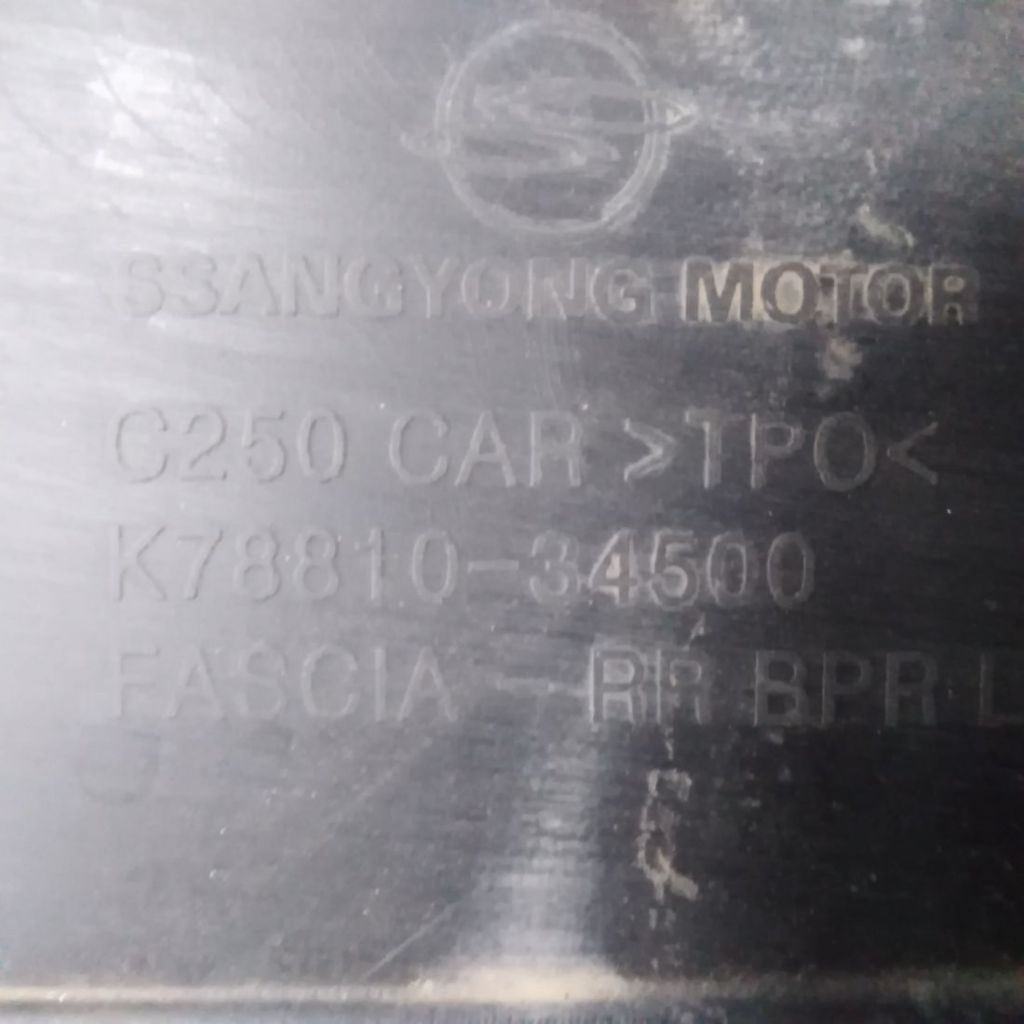 SSANGYONG MOTOR
C250 CAR >TPO<
K78810-34500
FASCIA - RR BPR L